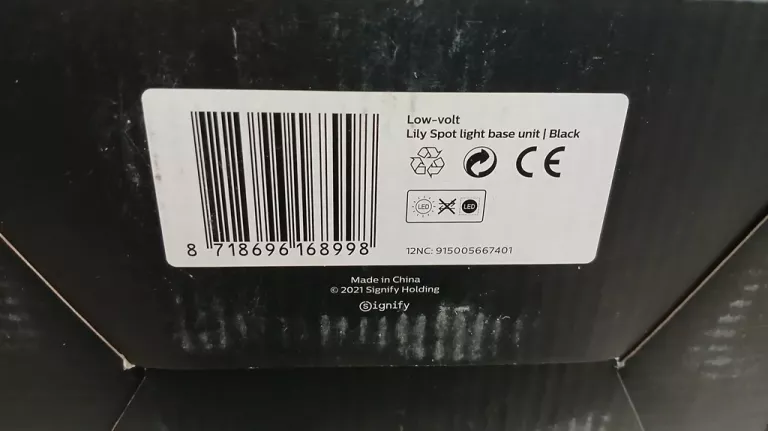 Low-volt
Lily Spot light base unit | Black
CE
LED LED
8 718696 168998
12NC: 915005667401
Made in China
© 2021 Signify Holding
Signify